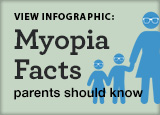 VIEW INFOGRAPHIC:
Myopia
Facts
parents should know